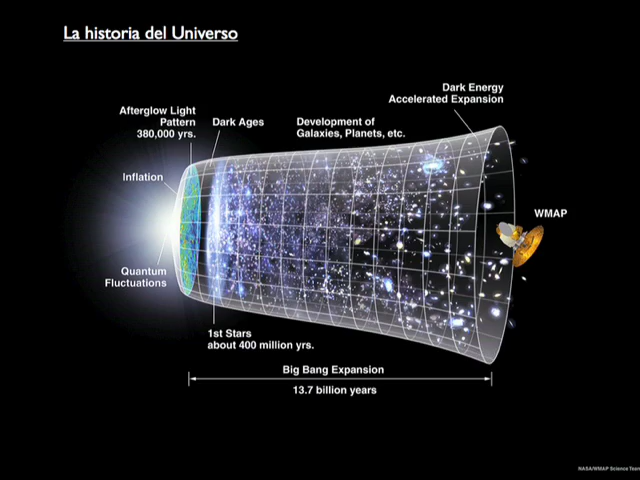 La historia del Universo
Dark Energy
Accelerated Expansion
Afterglow Light
Pattern
380,000 yrs.
Dark Ages
Development of
Galaxies, Planets, etc.
Inflation
WMAP
Quantum
Fluctuations
1st Stars
about 400 million yrs.
Big Bang Expansion
13.7 billion years
NASA/WMAP Science Team